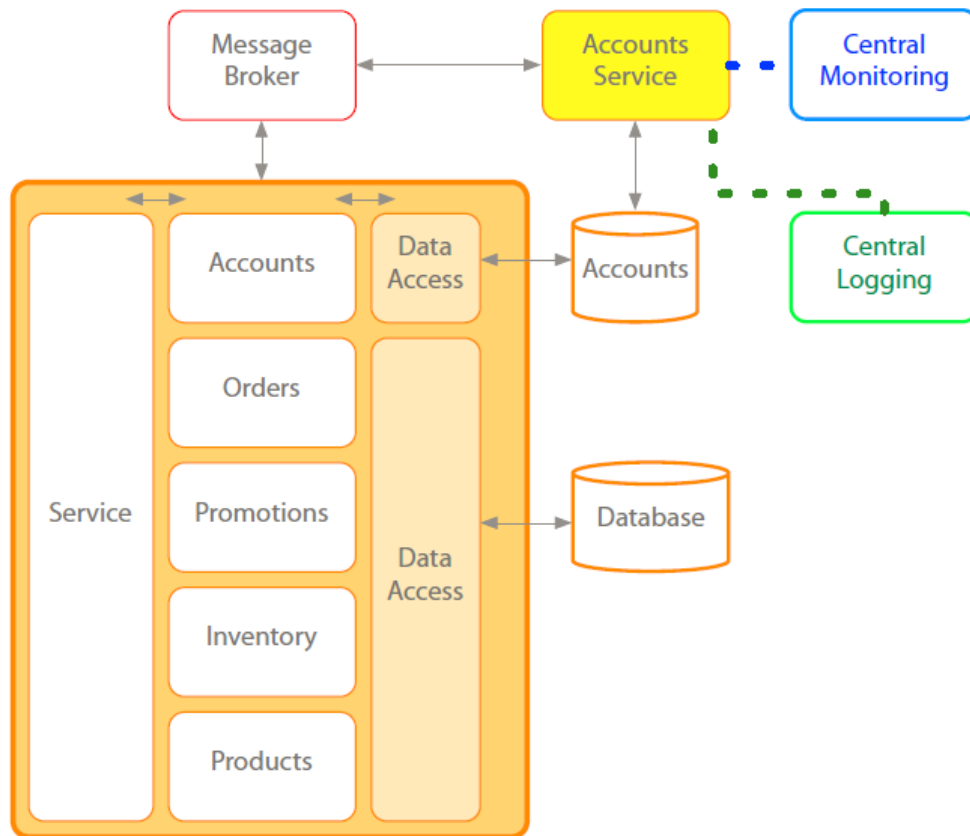 Message
Broker
Accounts
Service
Central
Monitoring
Accounts
Data
Access
Accounts
Central
Logging
Orders
Service
Promotions
Data
Access
Database
Inventory
Products